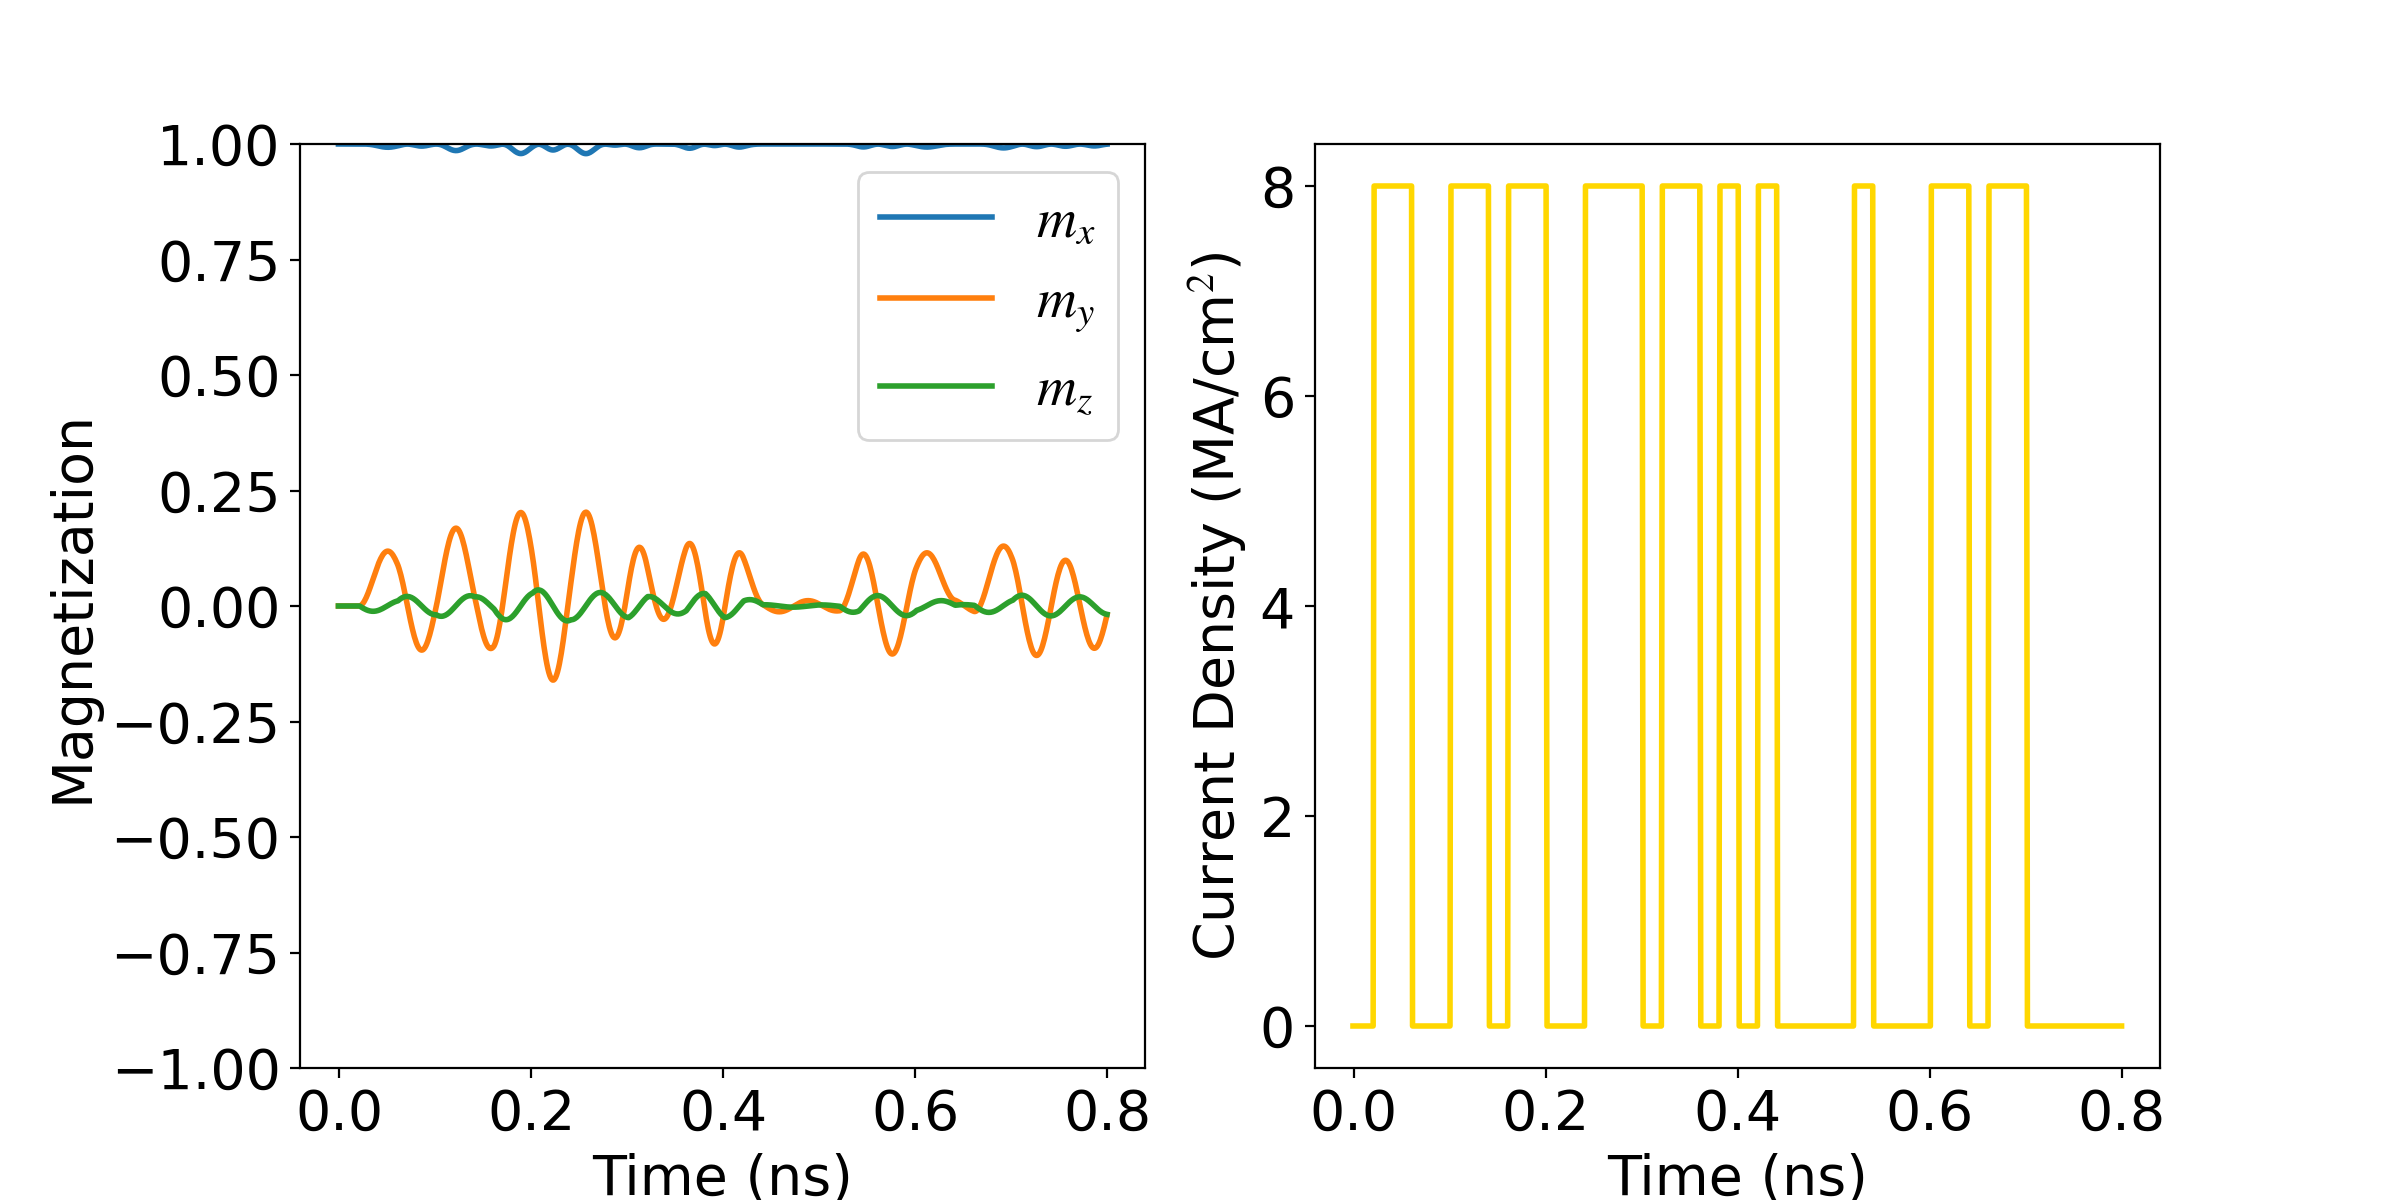 Magnetization
1.00
0.75
0.50
0.25
0.00
−0.25
−0.50
−0.75
−1.00
0.0 0.2 0.4 0.6 0.8
Time (ns)
mₓ
m_y
m_z
Current Density (MA/cm²)
8
6
4
2
0
0.0 0.2 0.4 0.6 0.8
Time (ns)